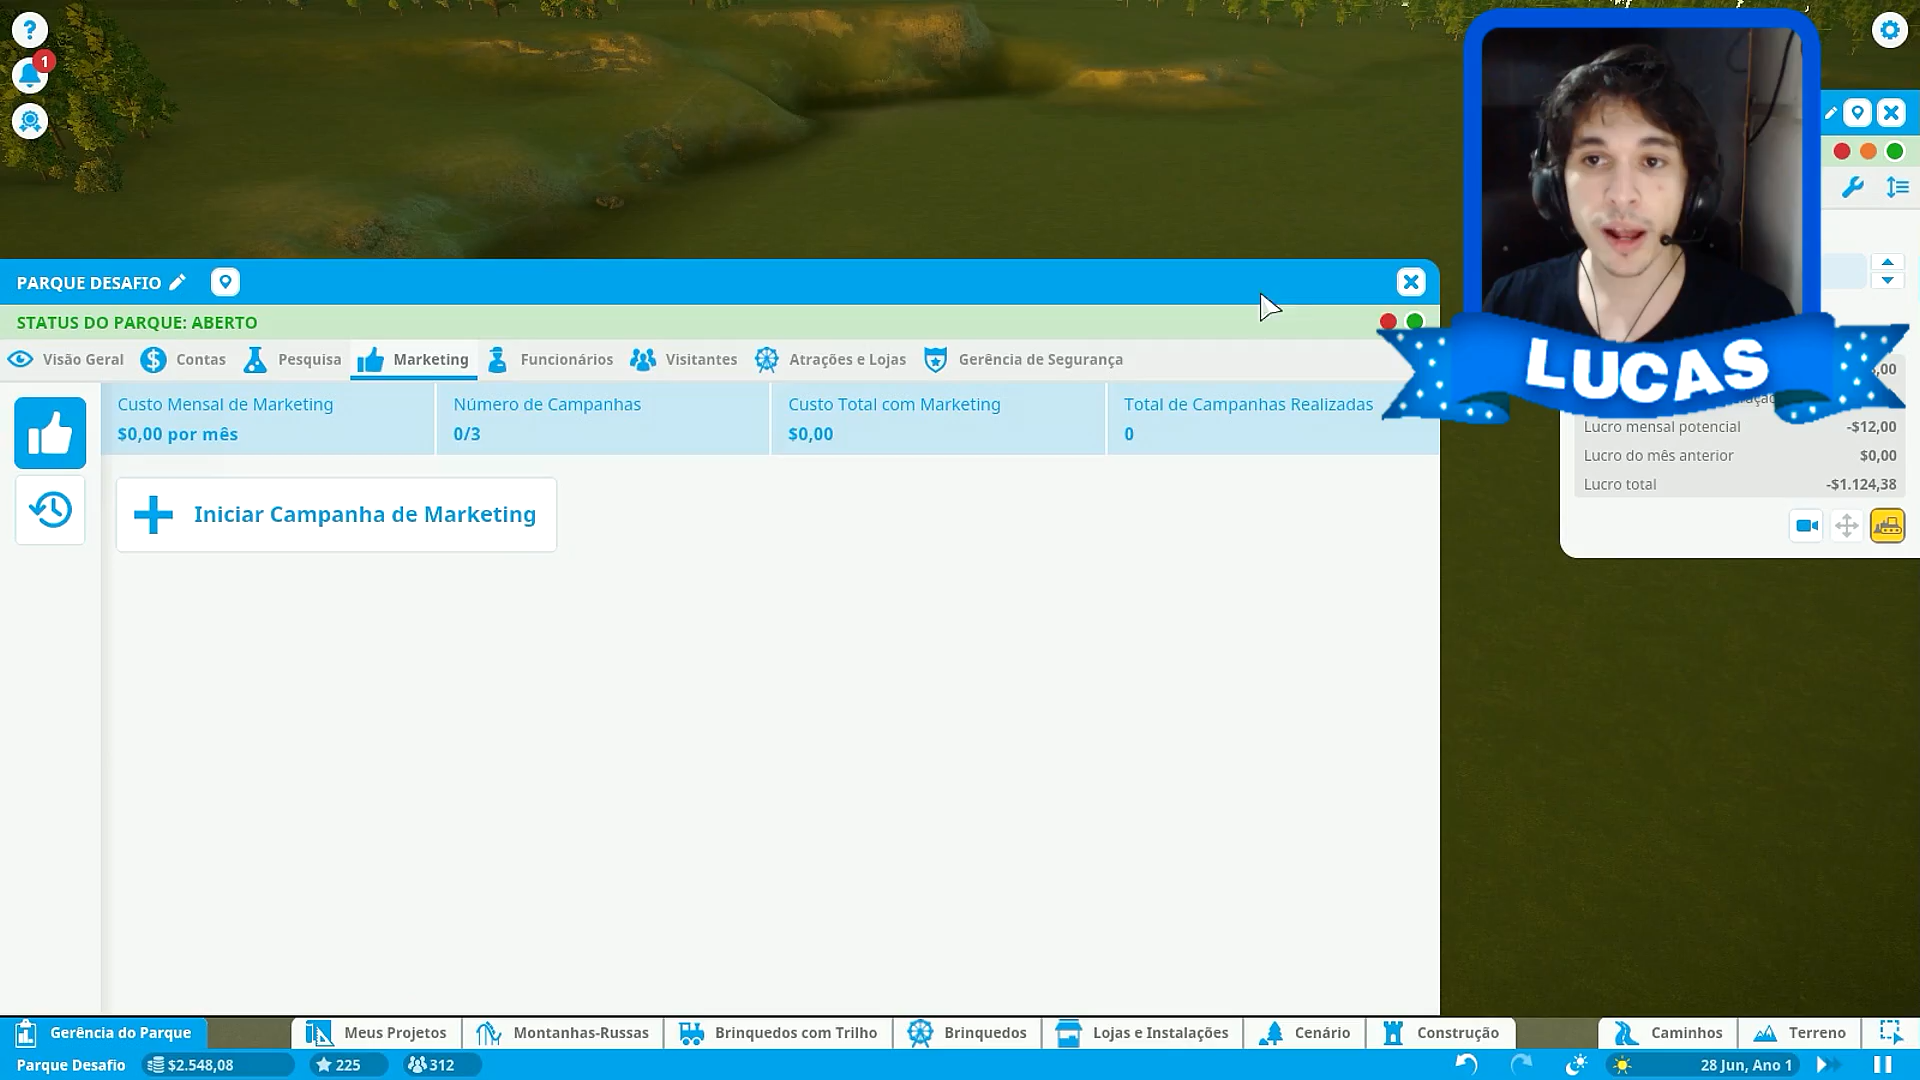 ?
1
PARQUE DESAFIO
STATUS DO PARQUE: ABERTO
Visão Geral
Contas
Pesquisa
Marketing
Funcionários
Visitantes
Atrações e Lojas
Gerência de Segurança
Custo Mensal de Marketing
$0,00 por mês
Número de Campanhas
0/3
Custo Total com Marketing
$0,00
Total de Campanhas Realizadas
0
Iniciar Campanha de Marketing
LUCAS
,00
Lucro mensal potencial
-$12,00
Lucro do mês anterior
$0,00
Lucro total
-$1.124,38
Gerência do Parque
Meus Projetos
Montanhas-Russas
Brinquedos com Trilho
Brinquedos
Lojas e Instalações
Cenário
Construção
Caminhos
Terreno
Parque Desafio
$2.548,08
225
312
28 Jun, Ano 1